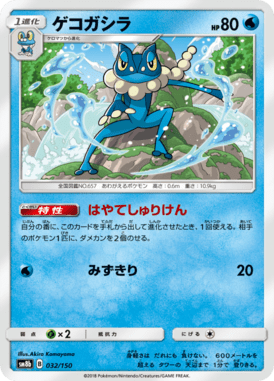 1進化
ゲコガシラ
HP80
ケロマツから進化
全国図鑑NO.657 あわがえるポケモン 高さ:0.6m 重さ:10.9kg
特性 はやてしゅりけん
自分の番に、このカードを手札から出して進化させたとき、1回使える。相手
のポケモン1匹に、ダメカンを2個のせる。
みずきり 20
弱点 ×2 抵抗力 にげる
illus. Akira Komayama
身軽さは だれにも 負けない。 600メートルを
超える タワーの 天辺まで 1分で 登りきる。
sm8b 032/150
©2018 Pokémon/Nintendo/Creatures/GAME FREAK.